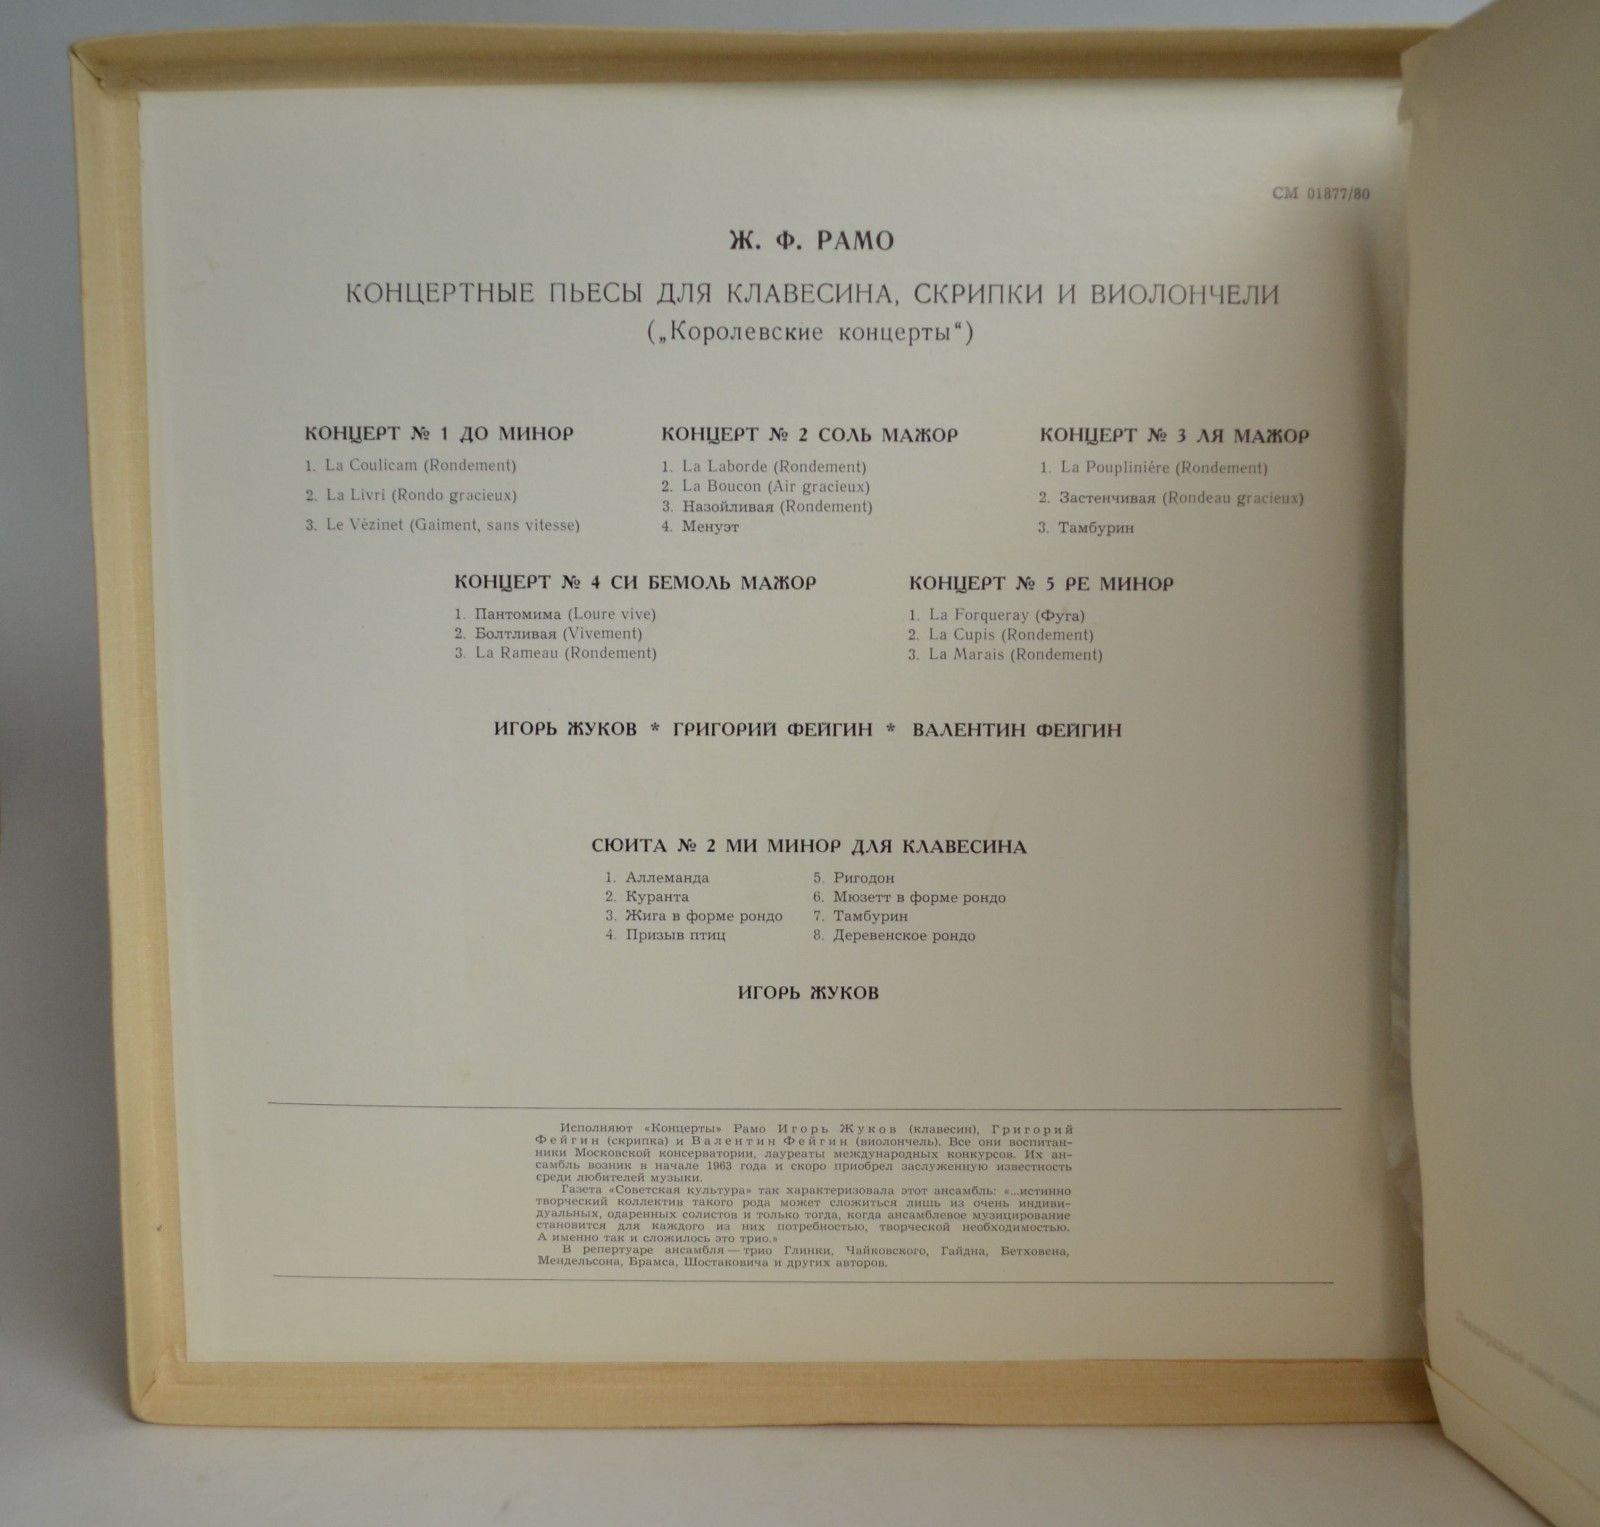 СМ 01877/80
Ж. Ф. РАМО
КОНЦЕРТНЫЕ ПЬЕСЫ ДЛЯ КЛАВЕСИНА, СКРИПКИ И ВИОЛОНЧЕЛИ
(„Королевские концерты“)
КОНЦЕРТ № 1 ДО МИНОР
1. La Coulicam (Rondement)
2. La Livri (Rondo gracieux)
3. Le Vézinet (Gaiment, sans vitesse)
КОНЦЕРТ № 2 СОЛЬ МАЖОР
1. La Laborde (Rondement)
2. La Boucon (Air gracieux)
3. Назойливая (Rondement)
4. Менуэт
КОНЦЕРТ № 3 ЛЯ МАЖОР
1. La Poupliniére (Rondement)
2. Застенчивая (Rondeau gracieux)
3. Тамбурин
КОНЦЕРТ № 4 СИ БЕМОЛЬ МАЖОР
1. Пантомима (Loure vive)
2. Болтливая (Vivement)
3. La Rameau (Rondement)
КОНЦЕРТ № 5 РЕ МИНОР
1. La Forqueray (Фуга)
2. La Cupis (Rondement)
3. La Marais (Rondement)
ИГОРЬ ЖУКОВ * ГРИГОРИЙ ФЕЙГИН * ВАЛЕНТИН ФЕЙГИН
СЮИТА № 2 МИ МИНОР ДЛЯ КЛАВЕСИНА
1. Аллеманда
2. Куранта
3. Жига в форме рондо
4. Призыв птиц
5. Ригодон
6. Мюзетт в форме рондо
7. Тамбурин
8. Деревенское рондо
ИГОРЬ ЖУКОВ
Исполняют «Концерты» Рамо Игорь Жуков (клавесин), Григорий
Фейгин (скрипка) и Валентин Фейгин (виолончель). Все они воспитан-
ники Московской консерватории, лауреаты международных конкурсов. Их ан-
самбль возник в начале 1963 года и скоро приобрел заслуженную известность
среди любителей музыки.
Газета «Советская культура» так характеризовала этот ансамбль: «...истинно
творческий коллектив такого рода может сложиться лишь из очень индиви-
дуальных, одаренных солистов и только тогда, когда ансамблевое музицирование
становится для каждого из них потребностью, творческой необходимостью.
А именно так и сложилось это трио.»
В репертуаре ансамбля — трио Глинки, Чайковского, Гайдна, Бетховена,
Мендельсона, Брамса, Шостаковича и других авторов.